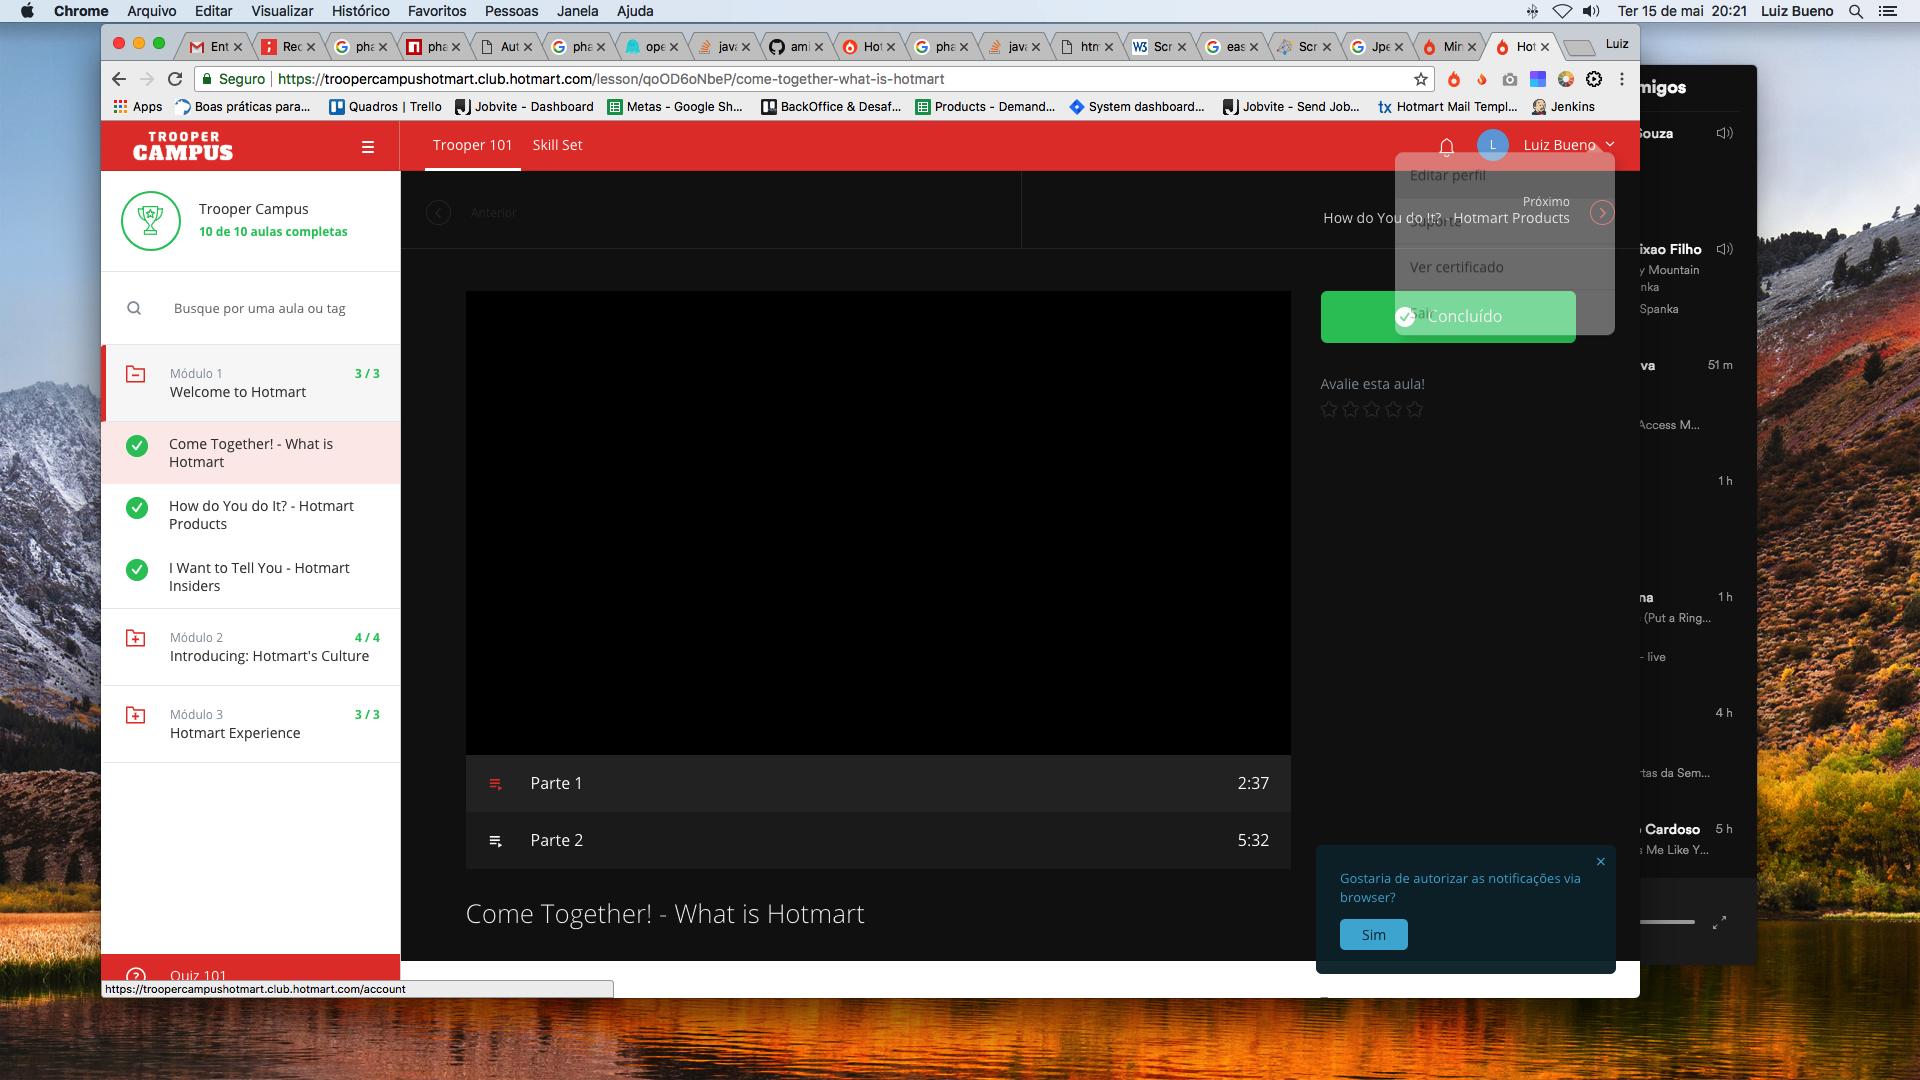 Chrome Arquivo Editar Visualizar Histórico Favoritos Pessoas Janela Ajuda
Ter 15 de mai 20:21 Luiz Bueno
Ent
Rec
pha
pha
Aut
pha
ope
java
ami
Hot
pha
java
htm
Scr
eas
Scr
Jpe
Min
Hot
Luiz
Seguro https://troopercampushotmart.club.hotmart.com/lesson/qoOD6oNbeP/come-together-what-is-hotmart
Apps
Boas práticas para...
Quadros | Trello
Jobvite - Dashboard
Metas - Google Sh...
BackOffice & Desaf...
Products - Demand...
System dashboard...
Jobvite - Send Job...
tx Hotmart Mail Templ...
Jenkins
TROOPER
CAMPUS
Trooper 101
Skill Set
L
Luiz Bueno
Editar perfil
Suporte
Ver certificado
Sair
Trooper Campus
10 de 10 aulas completas
Busque por uma aula ou tag
Módulo 1
3 / 3
Welcome to Hotmart
Come Together! - What is
Hotmart
How do You do It? - Hotmart
Products
I Want to Tell You - Hotmart
Insiders
Módulo 2
4 / 4
Introducing: Hotmart's Culture
Módulo 3
3 / 3
Hotmart Experience
Quiz 101
https://troopercampushotmart.club.hotmart.com/account
Anterior
Próximo
How do You do It? - Hotmart Products
Concluído
Avalie esta aula!
Parte 1
2:37
Parte 2
5:32
Come Together! - What is Hotmart
Gostaria de autorizar as notificações via
browser?
Sim
migos
ouza
ixao Filho
y Mountain
nka
Spanka
va
51 m
Access M...
1 h
na
1 h
(Put a Ring...
- live
4 h
rtas da Sem...
Cardoso
5 h
s Me Like Y...